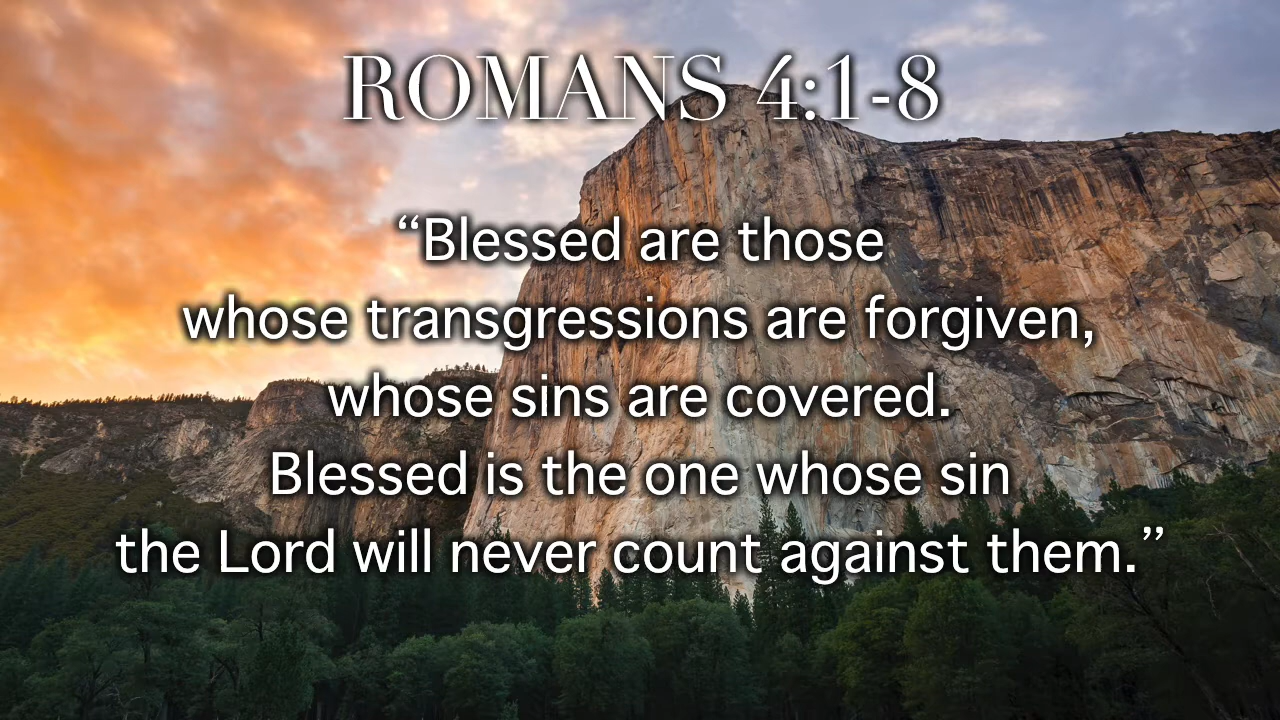 ROMANS 4:1-8
“Blessed are those
whose transgressions are forgiven,
whose sins are covered.
Blessed is the one whose sin
the Lord will never count against them.”